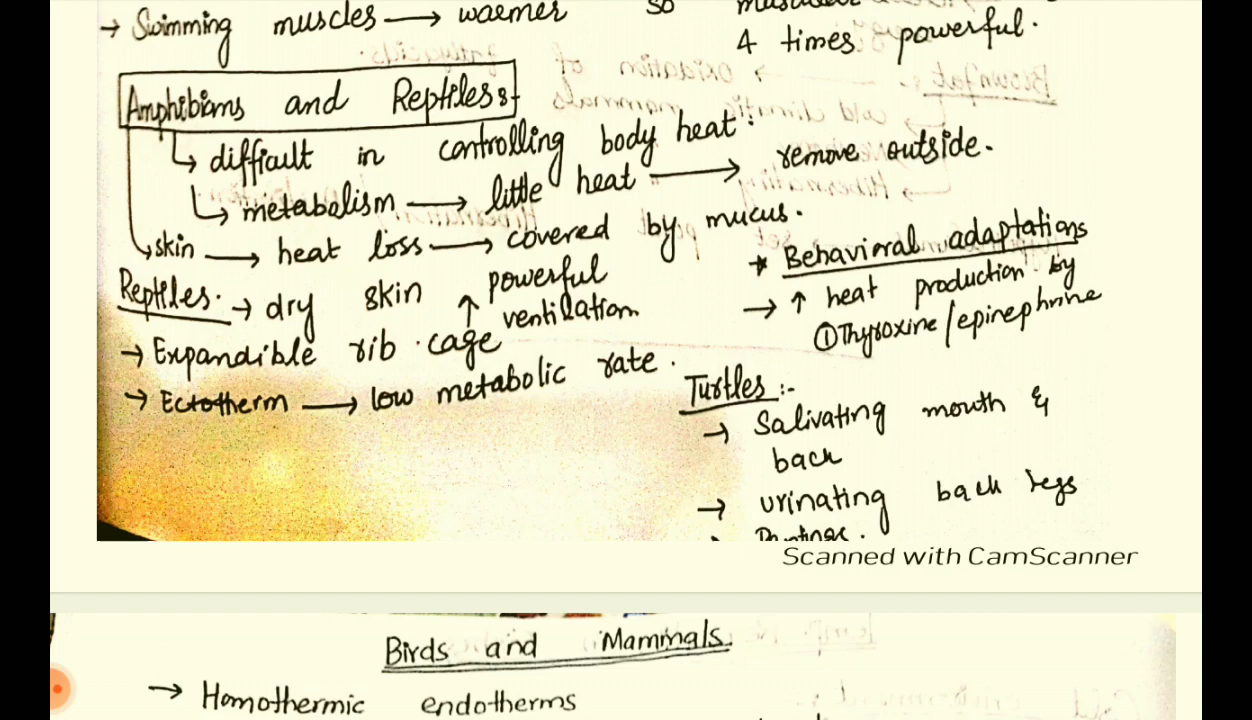 → Swimming muscles → warmer so
4 times powerful.
Amphibians and Reptiles:-
↳ difficult in controlling body heat.
↳ metabolism → little heat → remove outside.
↳ skin → heat loss → covered by mucus.
Reptiles. → dry skin ↑ powerful ventilation
→ Expandible rib cage
→ Ectotherm → low metabolic rate.
* Behavioral adaptations
→ ↑ heat production by
① Thyroxine / epinephrine
Turtles :-
→ Salivating mouth &
back
→ urinating back legs
Scanned with CamScanner
Birds and Mammals.
→ Homothermic endotherms